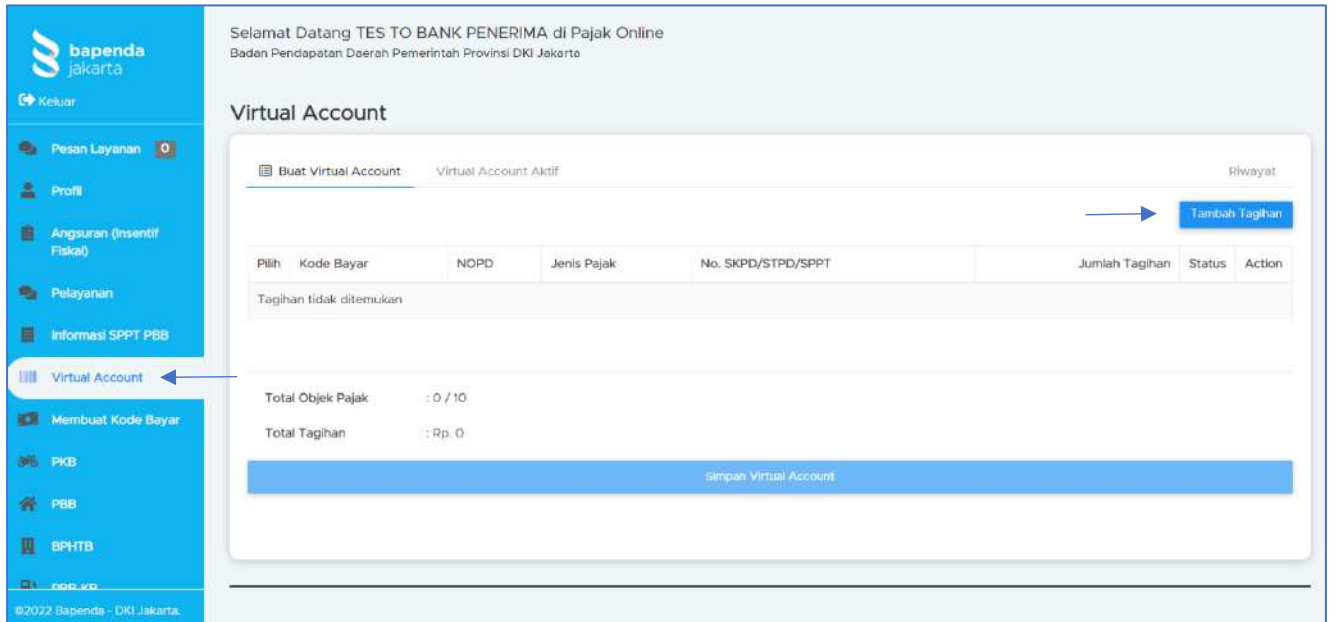 bapenda
jakarta
Keluar
Pesan Layanan 0
Profil
Angsuran (Insentif
Fiskal)
Pelayanan
Informasi SPPT PBB
Virtual Account
Membuat Kode Bayar
PKB
PBB
BPHTB
PBB-KB
©2022 Bapenda - DKI Jakarta.
Selamat Datang TES TO BANK PENERIMA di Pajak Online
Badan Pendapatan Daerah Pemerintah Provinsi DKI Jakarta
Virtual Account
Buat Virtual Account Virtual Account Aktif Riwayat
Tambah Tagihan
Pilih Kode Bayar NOPD Jenis Pajak No. SKPD/STPD/SPPT Jumlah Tagihan Status Action
Tagihan tidak ditemukan
Total Objek Pajak : 0 / 10
Total Tagihan : Rp. 0
Simpan Virtual Account